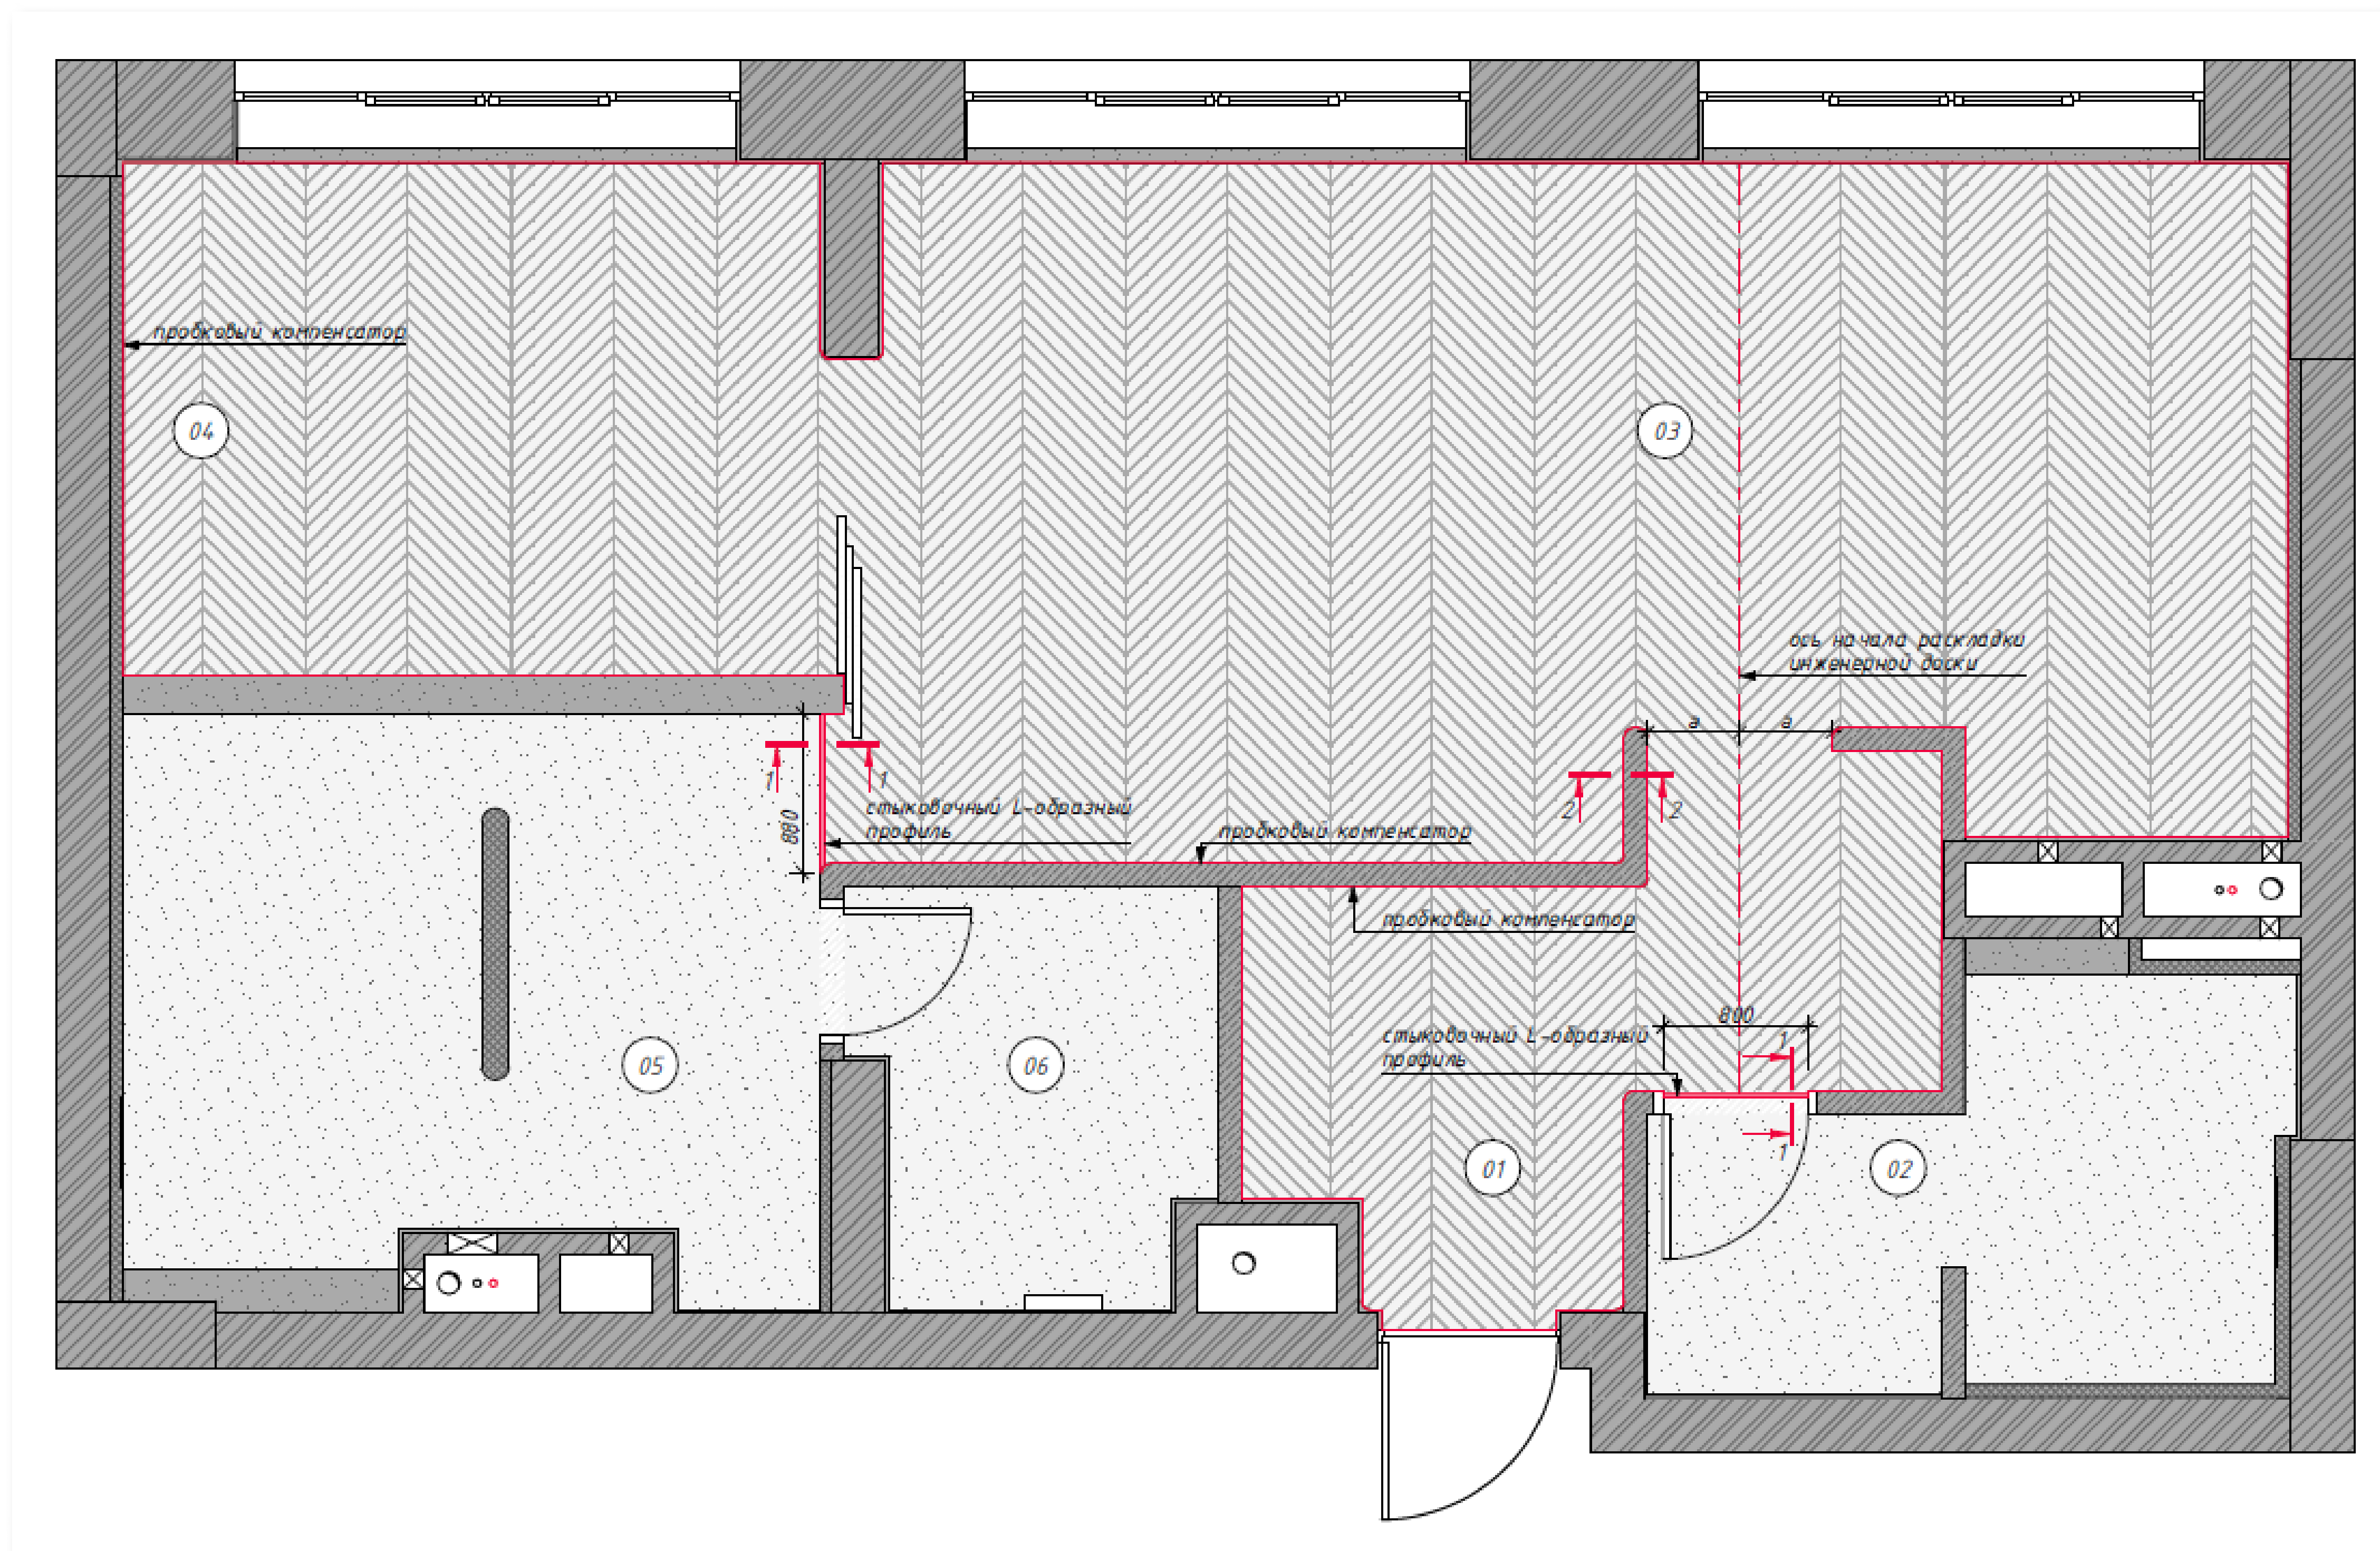 пробковый компенсатор
04
03
ось начала раскладки
инженерной доски
а
а
1
1
880
стыковочный L-образный
профиль
пробковый компенсатор
2
2
пробковый компенсатор
800
стыковочный L-образный
профиль
1
1
05
06
01
02